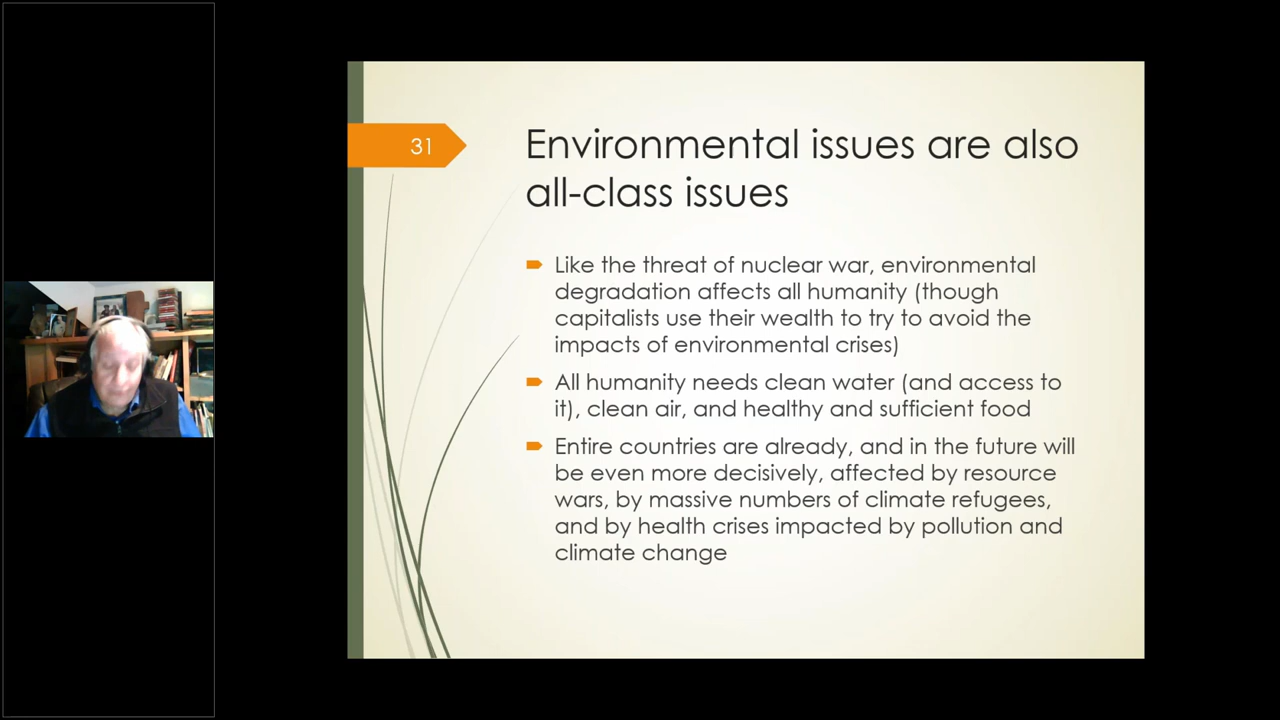 31
Environmental issues are also
all-class issues
Like the threat of nuclear war, environmental
degradation affects all humanity (though
capitalists use their wealth to try to avoid the
impacts of environmental crises)
All humanity needs clean water (and access to
it), clean air, and healthy and sufficient food
Entire countries are already, and in the future will
be even more decisively, affected by resource
wars, by massive numbers of climate refugees,
and by health crises impacted by pollution and
climate change